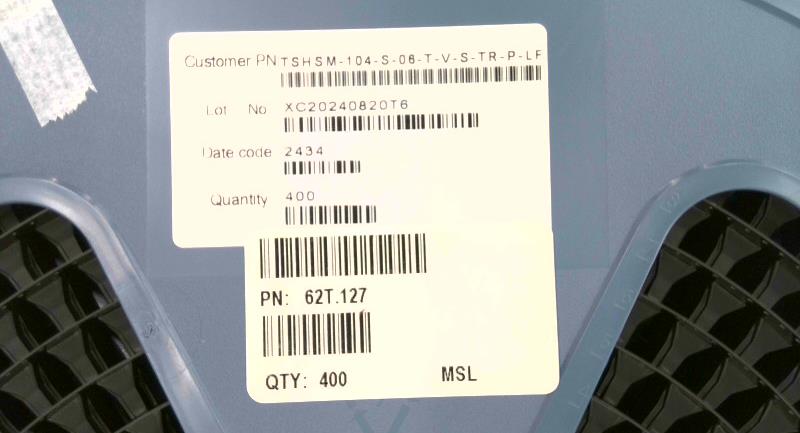 Customer PN TSHSM-104-S-06-T-V-S-TR-P-LF
Lot No XC20240820T6
Date code 2434
Quantity 400
PN: 62T.127
QTY: 400 MSL